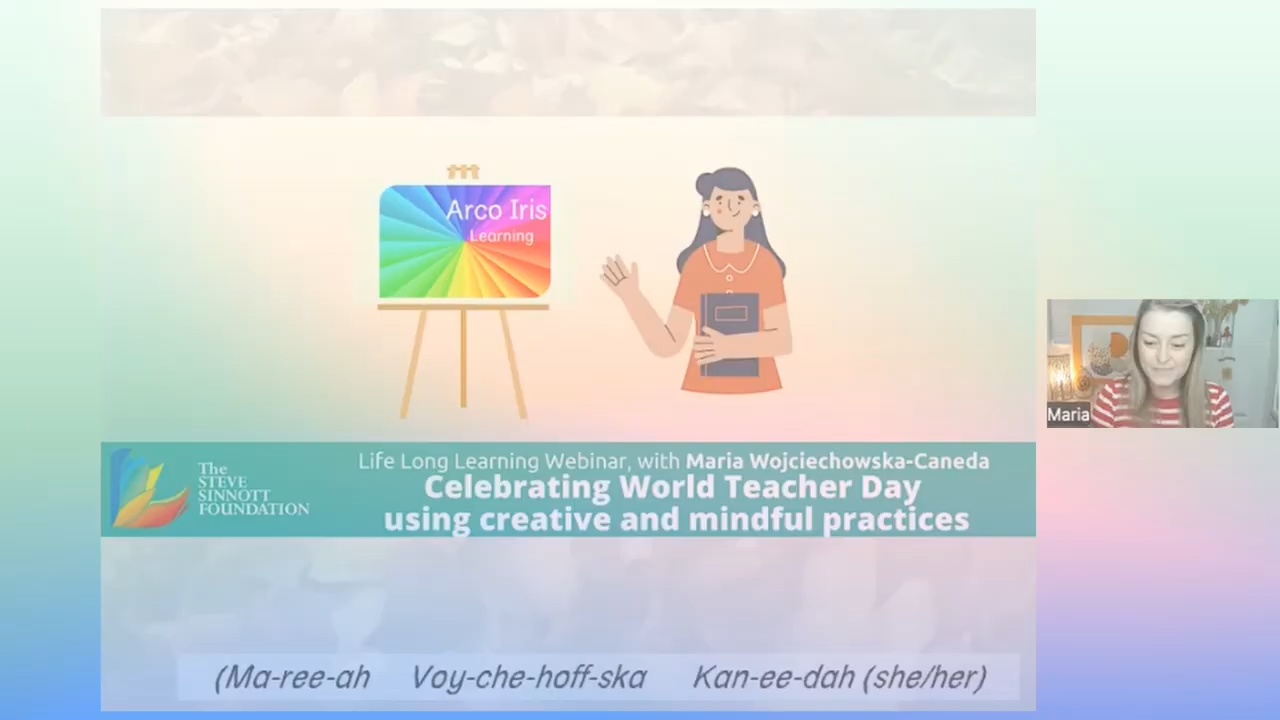 Arco Iris
Learning
Maria
The
STEVE
SINNOTT
FOUNDATION
Life Long Learning Webinar, with Maria Wojciechowska-Caneda
Celebrating World Teacher Day
using creative and mindful practices
(Ma-ree-ah Voy-che-hoff-ska Kan-ee-dah (she/her)